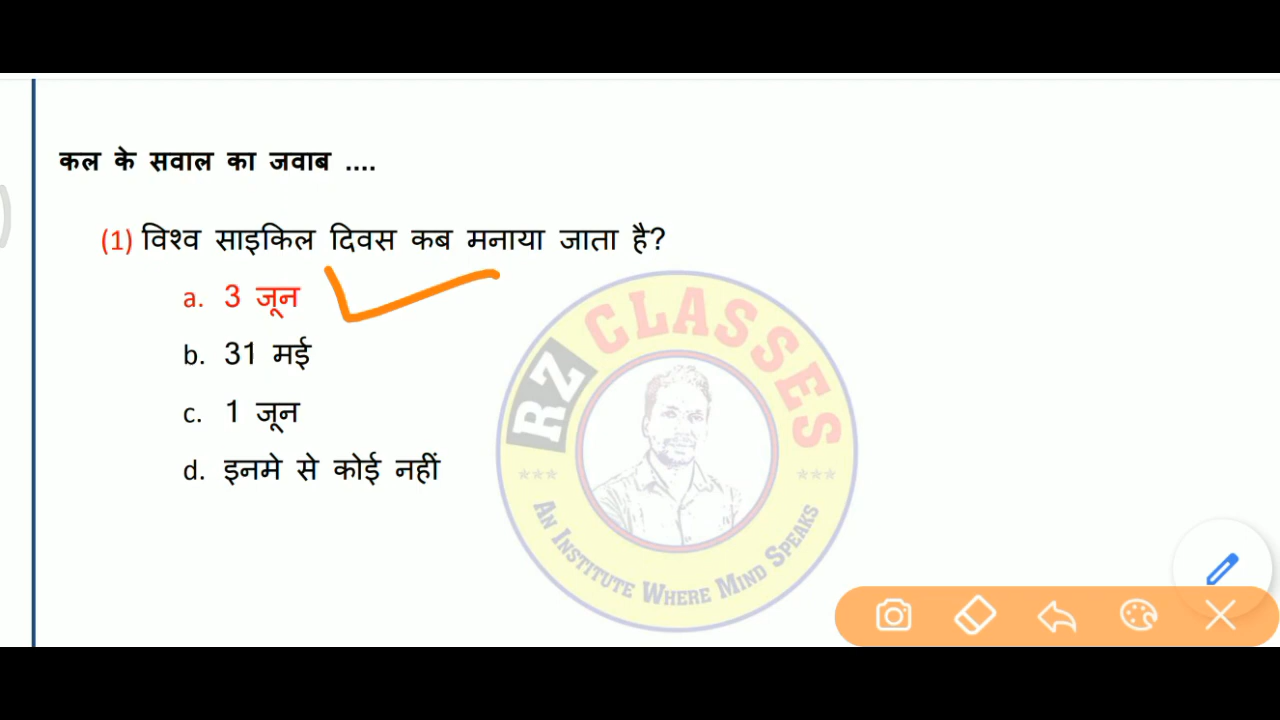 कल के सवाल का जवाब ....
(1) विश्व साइकिल दिवस कब मनाया जाता है?
a. 3 जून
b. 31 मई
c. 1 जून
d. इनमे से कोई नहीं
RZ CLASSES
AN INSTITUTE WHERE MIND SPEAKS